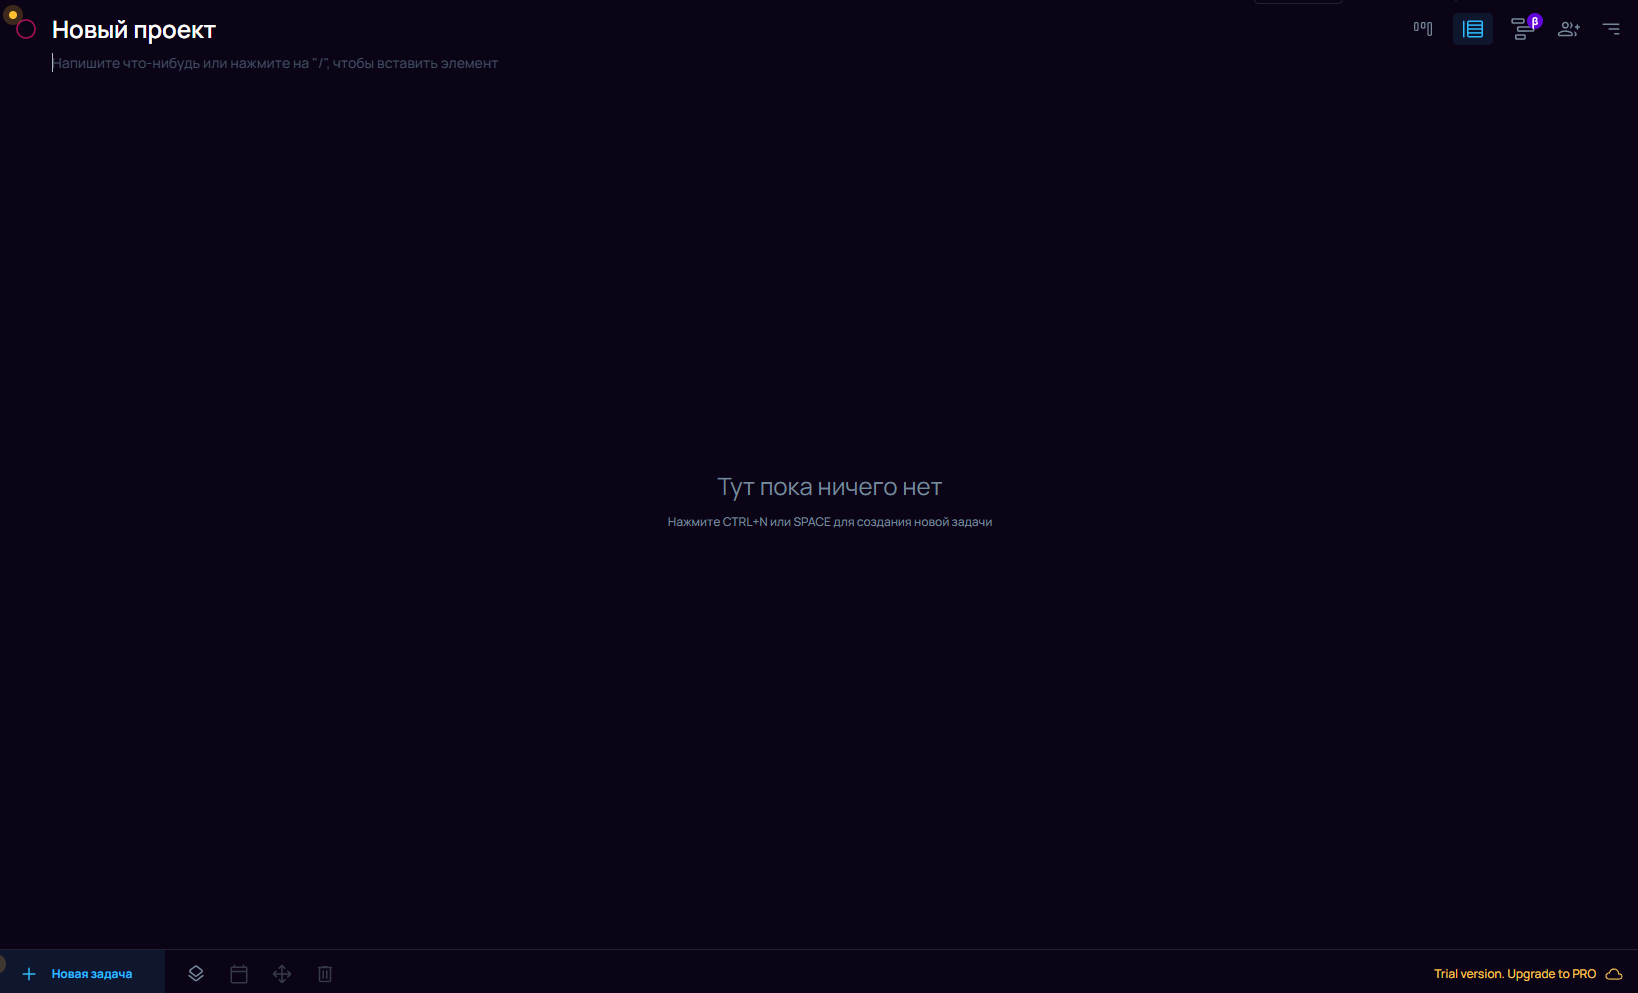 Новый проект
β
Напишите что-нибудь или нажмите на "/", чтобы вставить элемент
Тут пока ничего нет
Нажмите CTRL+N или SPACE для создания новой задачи
Новая задача
Trial version. Upgrade to PRO